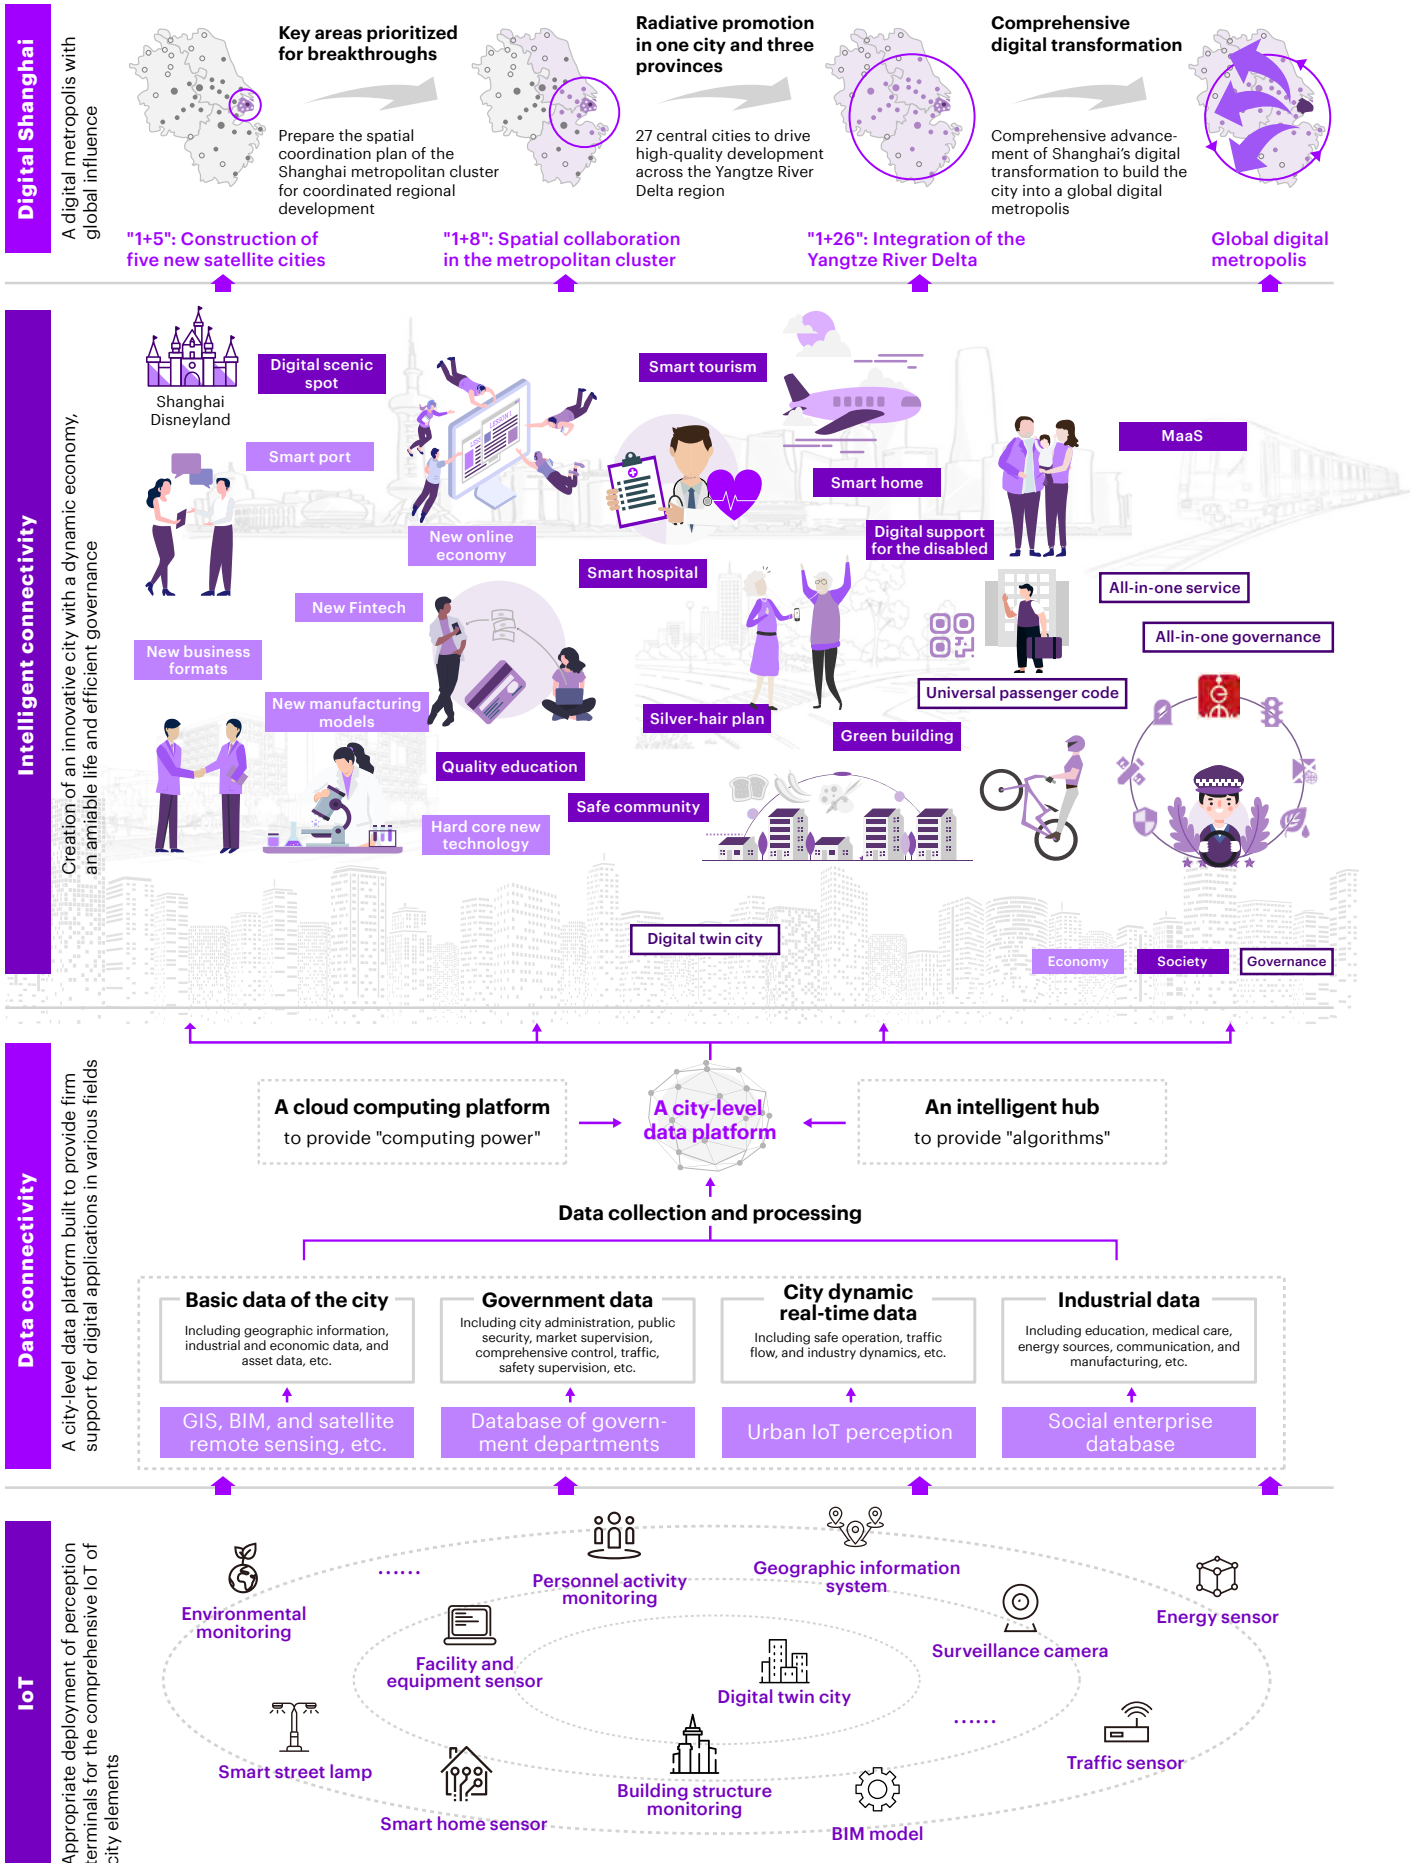 Digital Shanghai
A digital metropolis with
global influence
Key areas prioritized
for breakthroughs
Prepare the spatial
coordination plan of the
Shanghai metropolitan cluster
for coordinated regional
development
Radiative promotion
in one city and three
provinces
27 central cities to drive
high-quality development
across the Yangtze River
Delta region
Comprehensive
digital transformation
Comprehensive advance-
ment of Shanghai's digital
transformation to build the
city into a global digital
metropolis
"1+5": Construction of
five new satellite cities
"1+8": Spatial collaboration
in the metropolitan cluster
"1+26": Integration of the
Yangtze River Delta
Global digital
metropolis
Intelligent connectivity
Creation of an innovative city with a dynamic economy,
an amiable life and efficient governance
Shanghai
Disneyland
Digital scenic
spot
Smart tourism
MaaS
Smart port
LESSON 1
Smart home
New online
economy
Digital support
for the disabled
Smart hospital
All-in-one service
New Fintech
All-in-one governance
New business
formats
Universal passenger code
New manufacturing
models
Silver-hair plan
Green building
Quality education
Safe community
Hard core new
technology
Digital twin city
Economy
Society
Governance
Data connectivity
A city-level data platform built to provide firm
support for digital applications in various fields
A cloud computing platform
to provide "computing power"
A city-level
data platform
An intelligent hub
to provide "algorithms"
Data collection and processing
Basic data of the city
Including geographic information,
industrial and economic data, and
asset data, etc.
GIS, BIM, and satellite
remote sensing, etc.
Government data
Including city administration, public
security, market supervision,
comprehensive control, traffic,
safety supervision, etc.
Database of govern-
ment departments
City dynamic
real-time data
Including safe operation, traffic
flow, and industry dynamics, etc.
Urban IoT perception
Industrial data
Including education, medical care,
energy sources, communication, and
manufacturing, etc.
Social enterprise
database
IoT
Appropriate deployment of perception
terminals for the comprehensive IoT of
city elements
Environmental
monitoring
......
Personnel activity
monitoring
Geographic information
system
Energy sensor
Facility and
equipment sensor
Surveillance camera
Digital twin city
......
Smart street lamp
Traffic sensor
Smart home sensor
Building structure
monitoring
BIM model